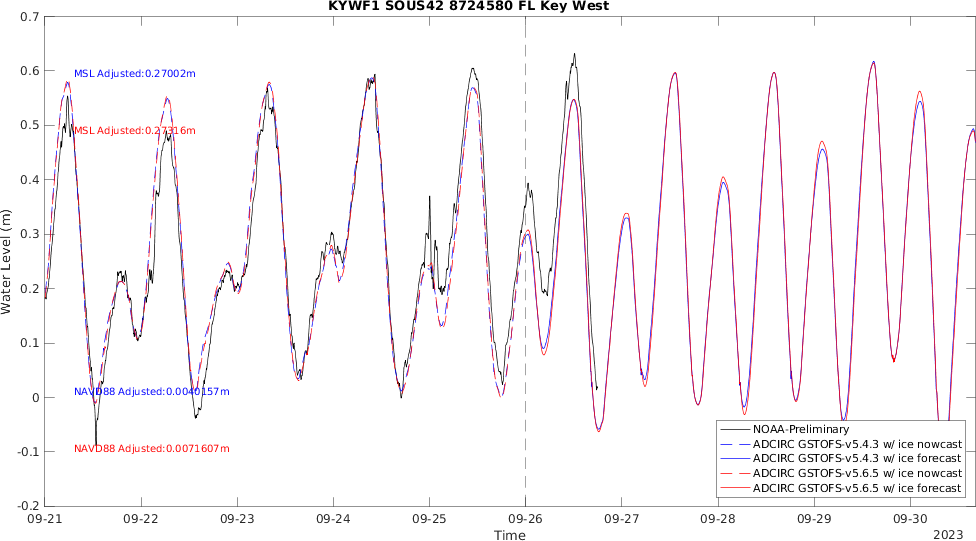 KYWF1 SOUS42 8724580 FL Key West
0.7
0.6
0.5
0.4
0.3
0.2
0.1
0
-0.1
-0.2
Water Level (m)
MSL Adjusted:0.27002m
MSL Adjusted:0.27316m
NAVD88 Adjusted:0.0040157m
NAVD88 Adjusted:0.0071607m
NOAA-Preliminary
ADCIRC GSTOFS-v5.4.3 w/ ice nowcast
ADCIRC GSTOFS-v5.4.3 w/ ice forecast
ADCIRC GSTOFS-v5.6.5 w/ ice nowcast
ADCIRC GSTOFS-v5.6.5 w/ ice forecast
09-21 09-22 09-23 09-24 09-25 09-26 09-27 09-28 09-29 09-30
Time
2023